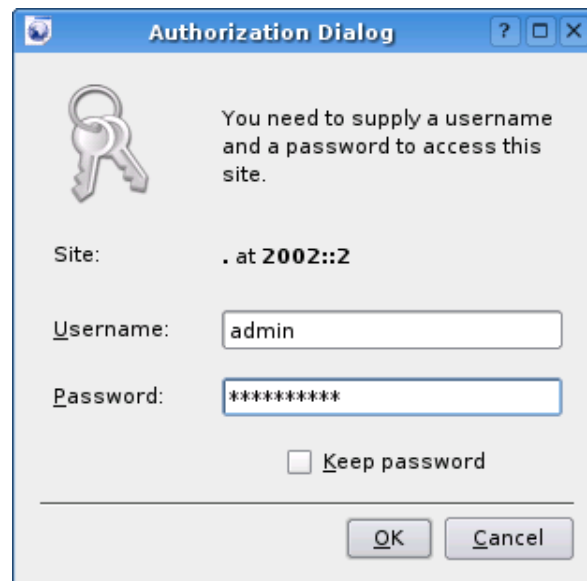 Authorization Dialog
You need to supply a username
and a password to access this
site.
Site: . at 2002::2
Username: admin
Password: **********
Keep password
OK Cancel